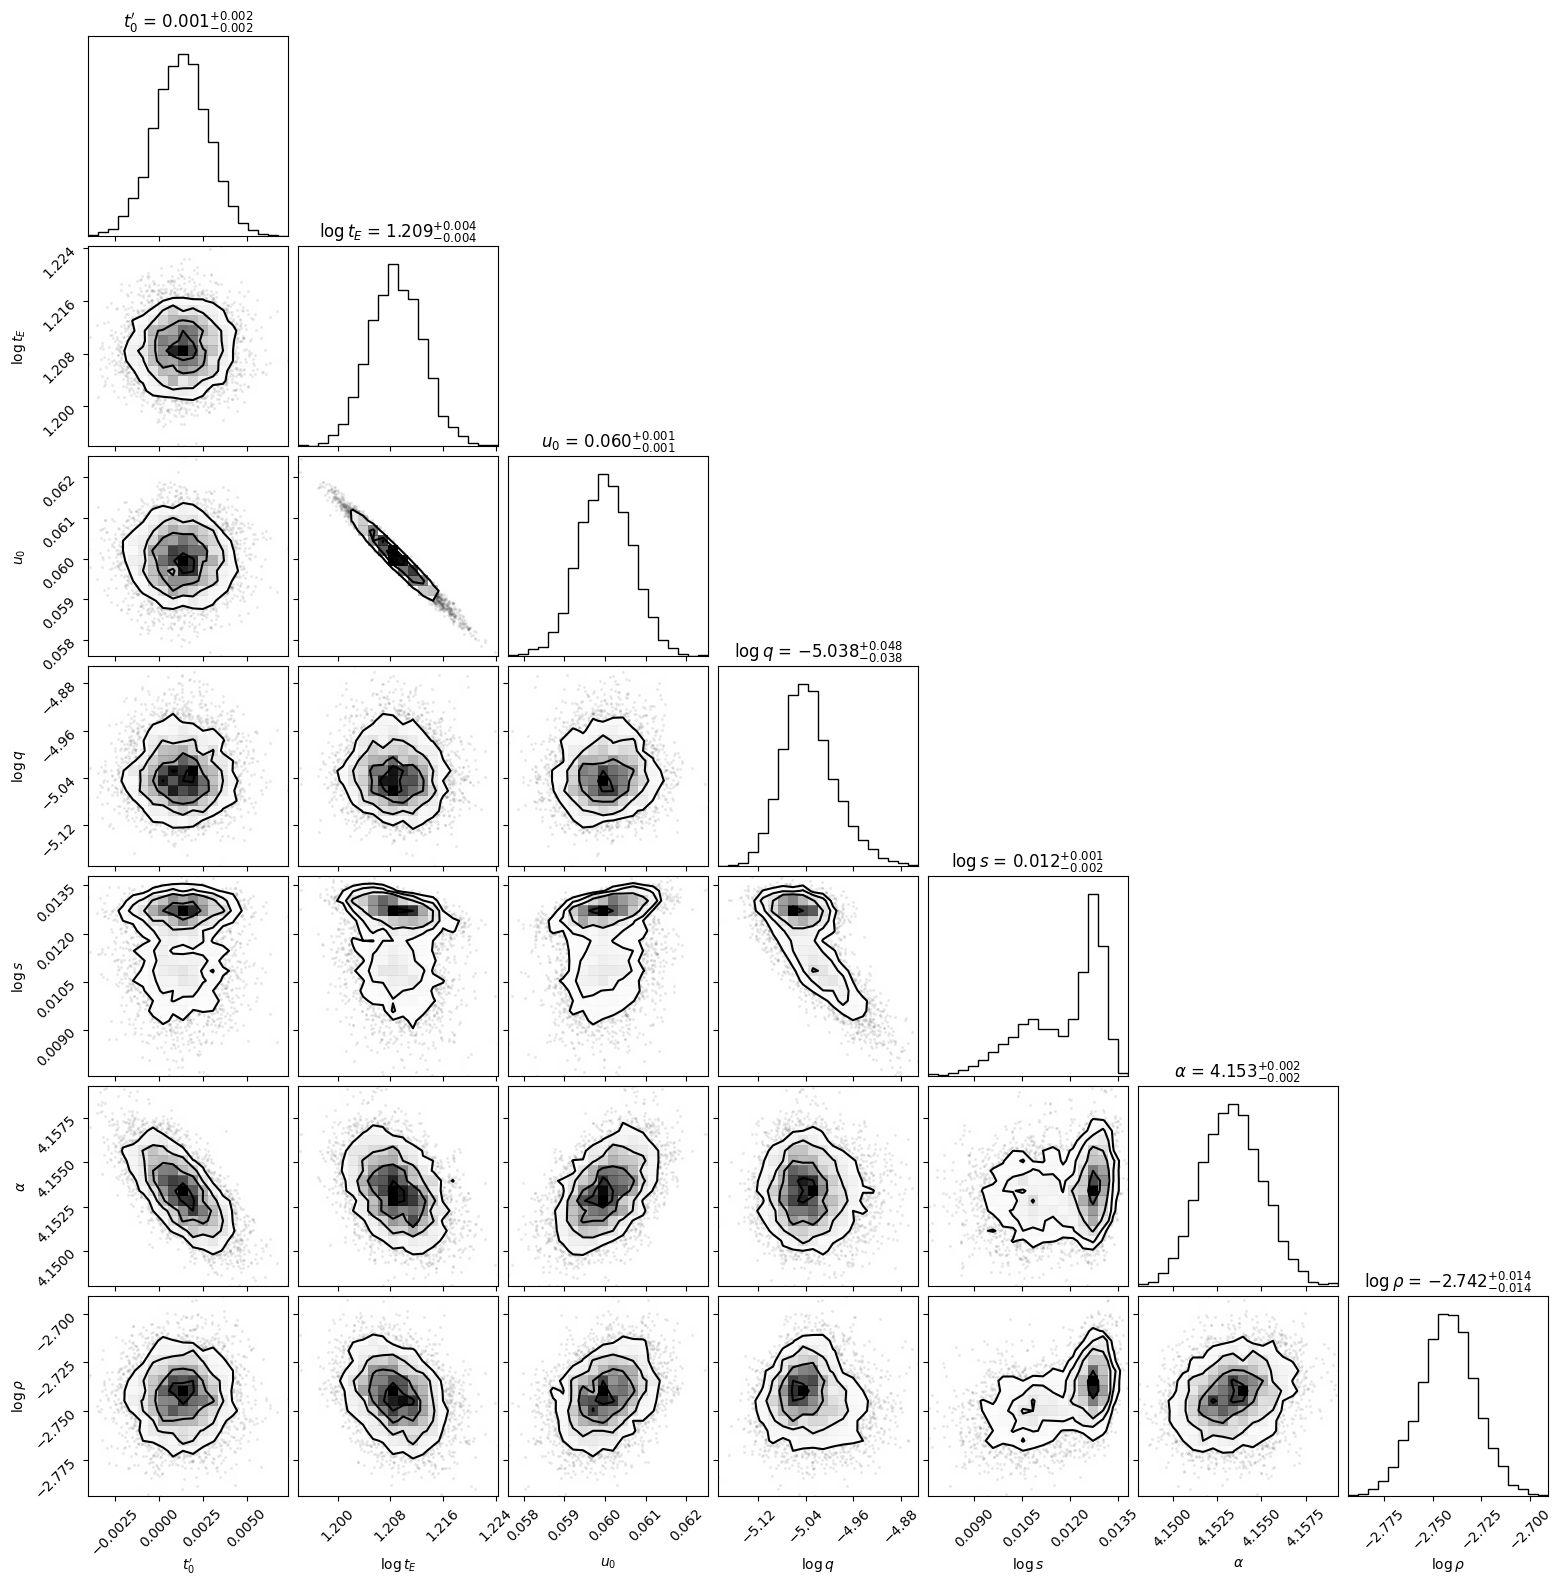 t′₀ = 0.001 +0.002 −0.002
log t_E = 1.209 +0.004 −0.004
1.224
1.216
1.208
1.200
log t_E
u₀ = 0.060 +0.001 −0.001
0.062
0.061
0.060
0.059
0.058
u₀
log q = −5.038 +0.048 −0.038
−4.88
−4.96
−5.04
−5.12
log q
log s = 0.012 +0.001 −0.002
0.0135
0.0120
0.0105
0.0090
log s
α = 4.153 +0.002 −0.002
4.1575
4.1550
4.1525
4.1500
α
log ρ = −2.742 +0.014 −0.014
−2.700
−2.725
−2.750
−2.775
log ρ
−0.0025 0.0000 0.0025 0.0050 1.200 1.208 1.216 1.224 0.058 0.059 0.060 0.061 0.062 −5.12 −5.04 −4.96 −4.88 0.0090 0.0105 0.0120 0.0135 4.1500 4.1525 4.1550 4.1575 −2.775 −2.750 −2.725 −2.700
t′₀ log t_E u₀ log q log s α log ρ